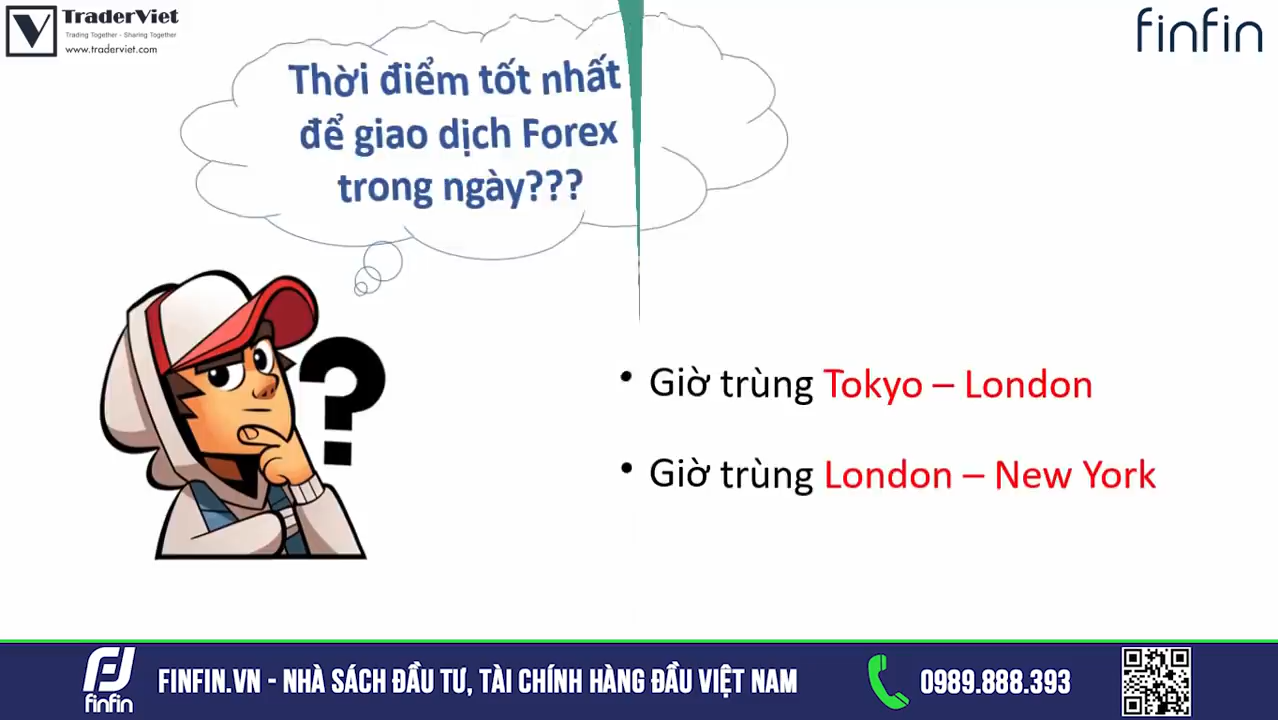 TraderViet
Trading Together - Sharing Together
www.traderviet.com
finfin
Thời điểm tốt nhất
để giao dịch Forex
trong ngày???
?
• Giờ trùng Tokyo – London
• Giờ trùng London – New York
finfin
FINFIN.VN - NHÀ SÁCH ĐẦU TƯ, TÀI CHÍNH HÀNG ĐẦU VIỆT NAM
0989.888.393